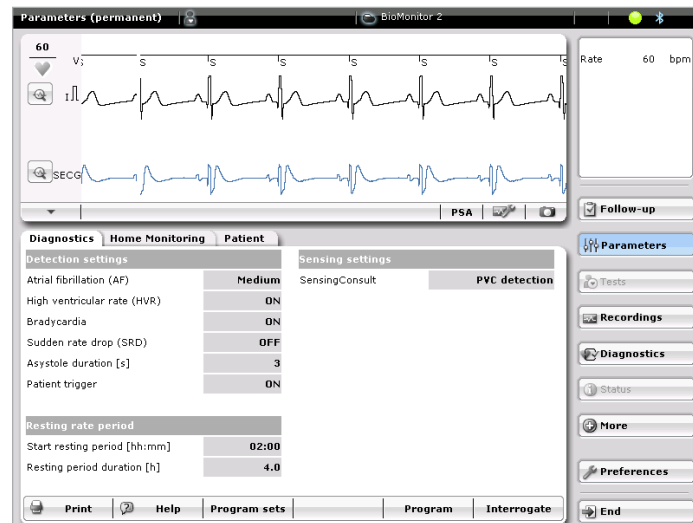 Parameters (permanent)
BioMonitor 2
60
V
S S S S S S S
I
SECG
PSA
Rate 60 bpm
Follow-up
Parameters
Tests
Recordings
Diagnostics
Status
More
Preferences
End
Diagnostics Home Monitoring Patient
Detection settings
Atrial fibrillation (AF) Medium
High ventricular rate (HVR) ON
Bradycardia ON
Sudden rate drop (SRD) OFF
Asystole duration [s] 3
Patient trigger ON
Resting rate period
Start resting period [hh:mm] 02:00
Resting period duration [h] 4.0
Sensing settings
SensingConsult PVC detection
Print Help Program sets Program Interrogate